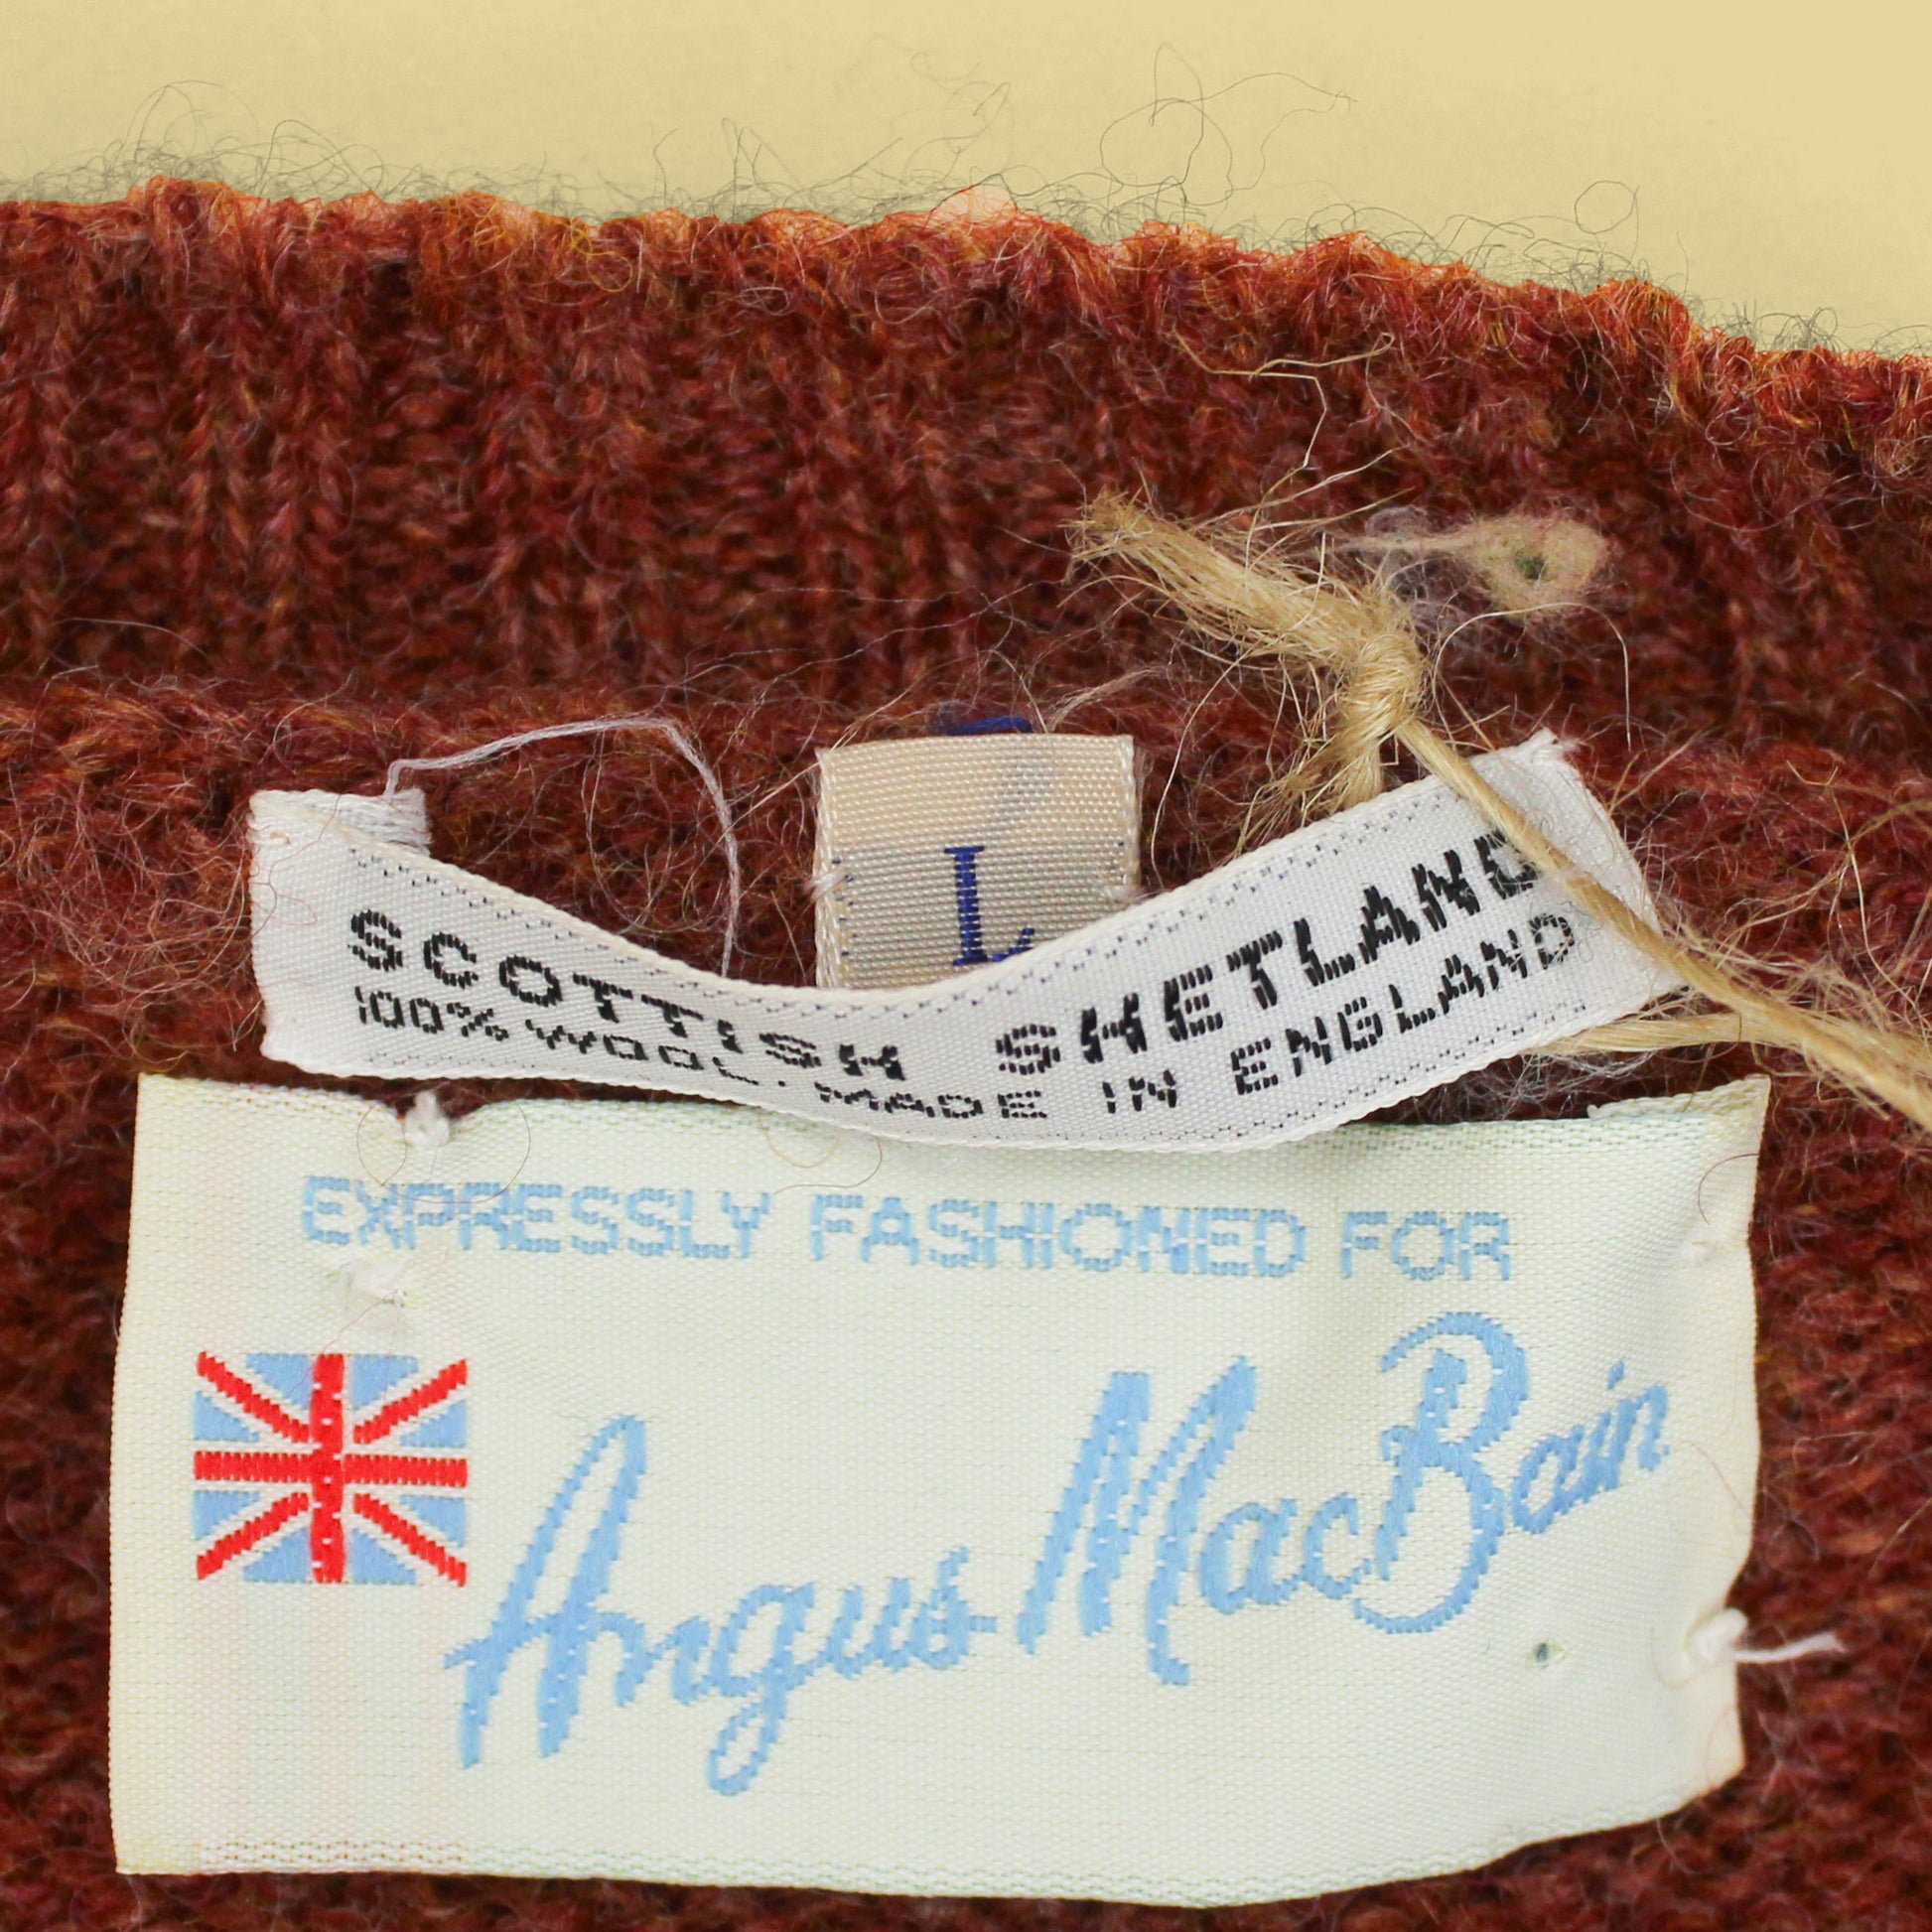 L
SCOTTISH SHETLAND
100% WOOL. MADE IN ENGLAND
EXPRESSLY FASHIONED FOR
Angus MacBain